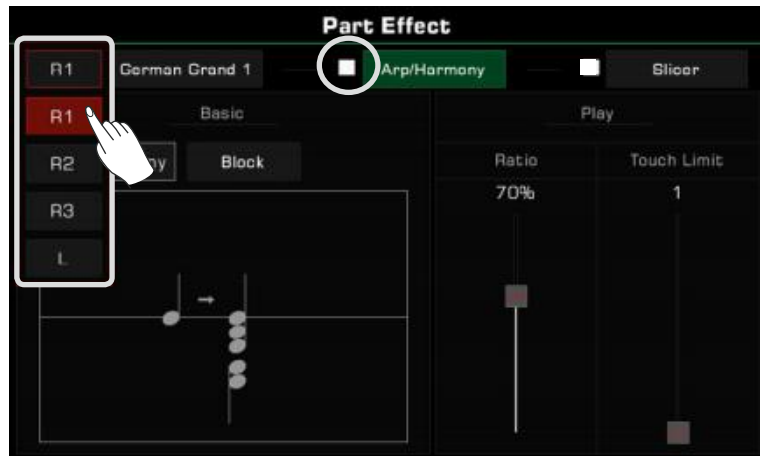 Part Effect
R1 German Grand 1 Arp/Harmony Slicer
R1 Basic Play
R2 Block Ratio Touch Limit
R3 70% 1
L